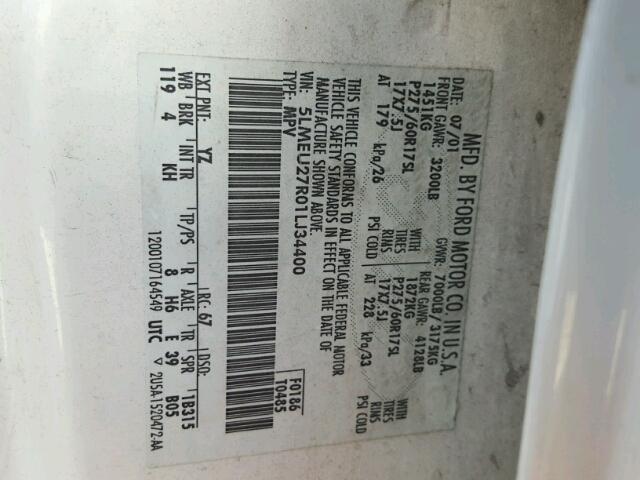 MFD. BY FORD MOTOR CO. IN U.S.A.
DATE: 07/01 GVWR: 7000LB/ 3175KG
FRONT GAWR: 3200LB REAR GAWR: 4128LB
1451KG WITH 1872KG WITH
P275/60R17SL TIRES P275/60R17SL TIRES
17X7.5J RIMS 17X7.5J RIMS
AT 179 kPa/26 PSI COLD AT 228 kPa/33 PSI COLD
THIS VEHICLE CONFORMS TO ALL APPLICABLE FEDERAL MOTOR
VEHICLE SAFETY STANDARDS IN EFFECT ON THE DATE OF
MANUFACTURE SHOWN ABOVE.
VIN: 5LMEU27R01LJ34400 F0186
TYPE: MPV T0485
EXT PNT: YZ RC: 67 DSO:
WB BRK INT TR TP/PS R AXLE TR SPR 1B315
119 4 KH 8 H6 E 39 B05
1200107164549 UTC ▽ 2U5A-1520472-AA